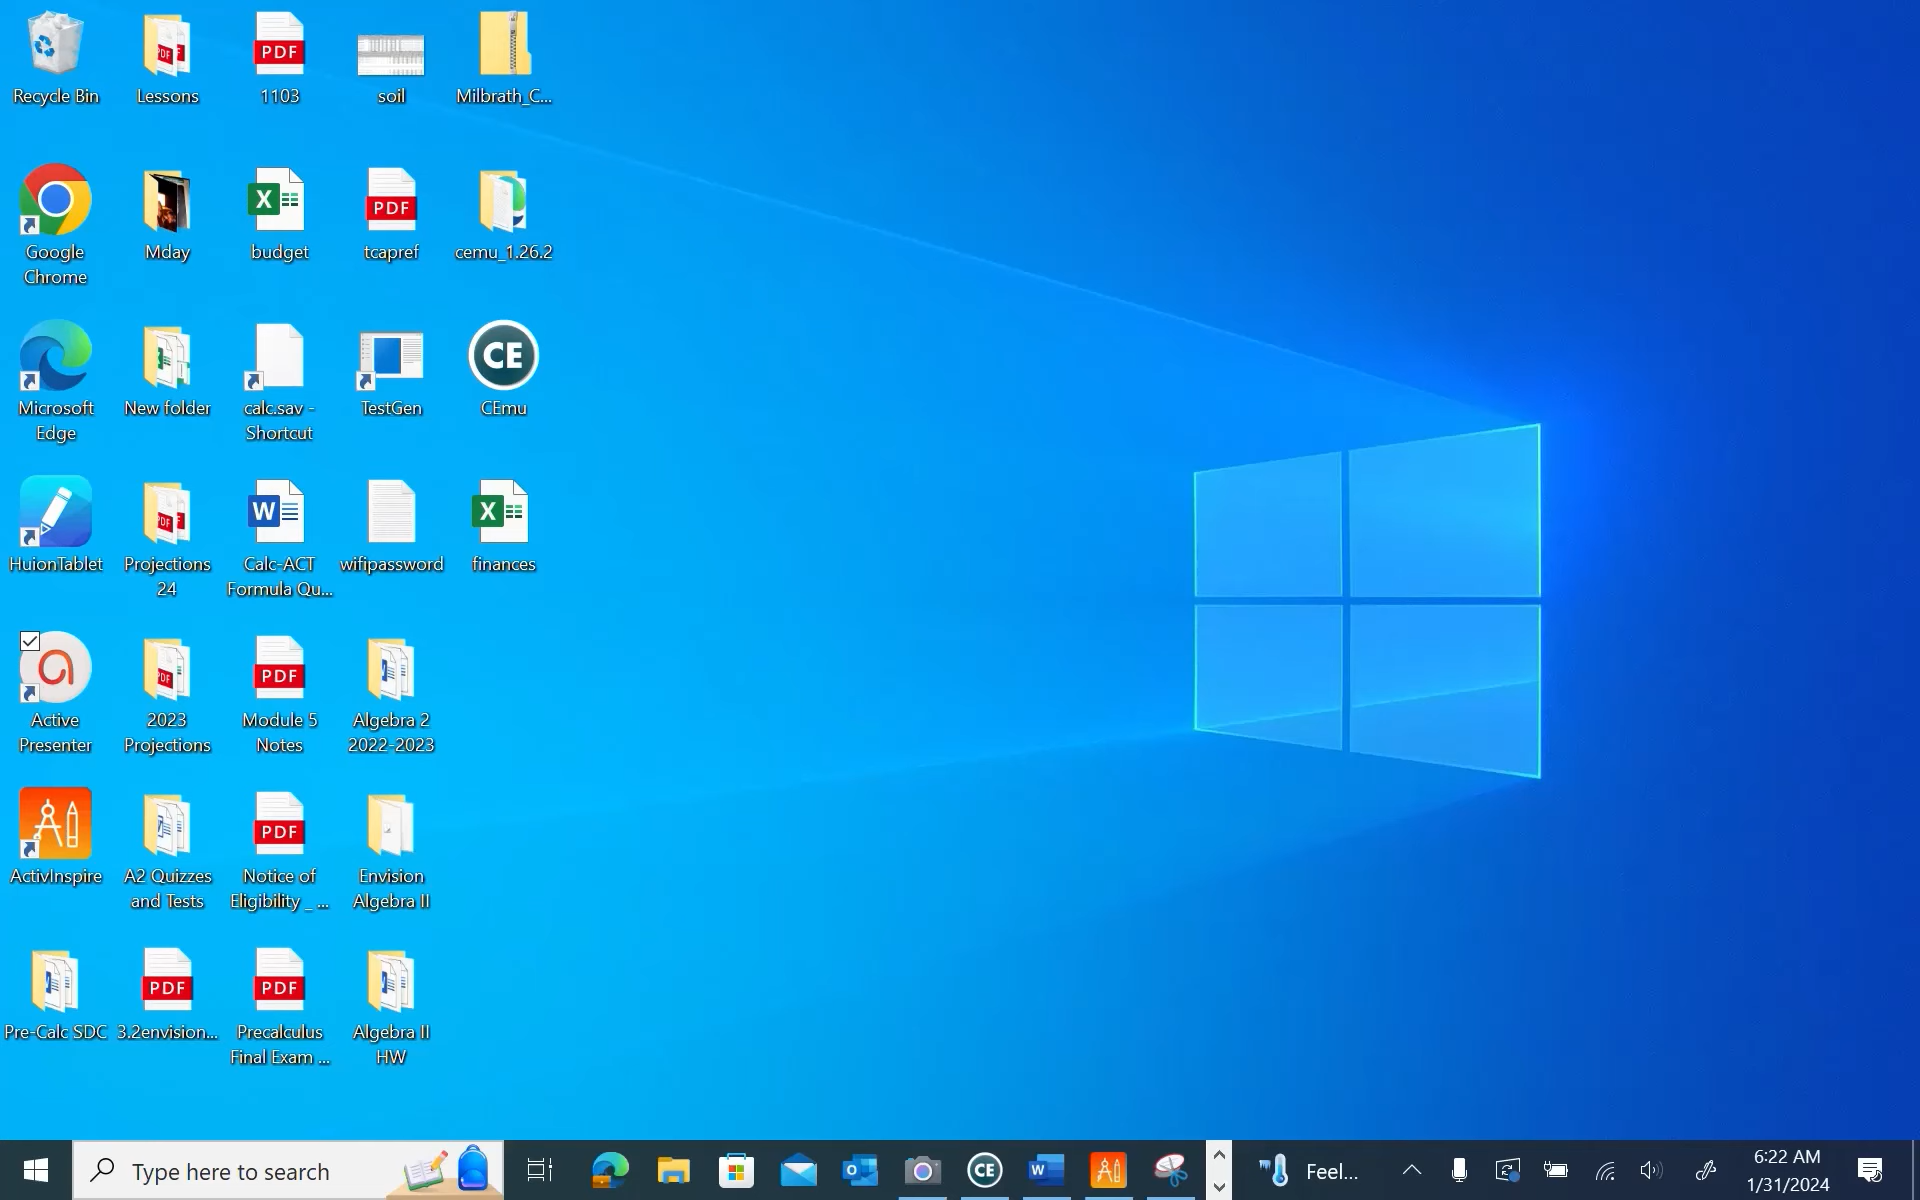 Recycle Bin
Lessons
PDF
1103
soil
Milbrath_C...
Google
Chrome
Mday
X
budget
PDF
tcapref
cemu_1.26.2
Microsoft
Edge
New folder
calc.sav -
Shortcut
TestGen
CE
CEmu
HuionTablet
PDF
Projections
24
W
Calc-ACT
Formula Qu...
wifipassword
X
finances
Active
Presenter
PDF
2023
Projections
PDF
Module 5
Notes
Algebra 2
2022-2023
ActivInspire
A2 Quizzes
and Tests
PDF
Notice of
Eligibility _ ...
Envision
Algebra II
Pre-Calc SDC
PDF
3.2envision...
PDF
Precalculus
Final Exam ...
Algebra II
HW
Type here to search
CE
Feel...
6:22 AM
1/31/2024